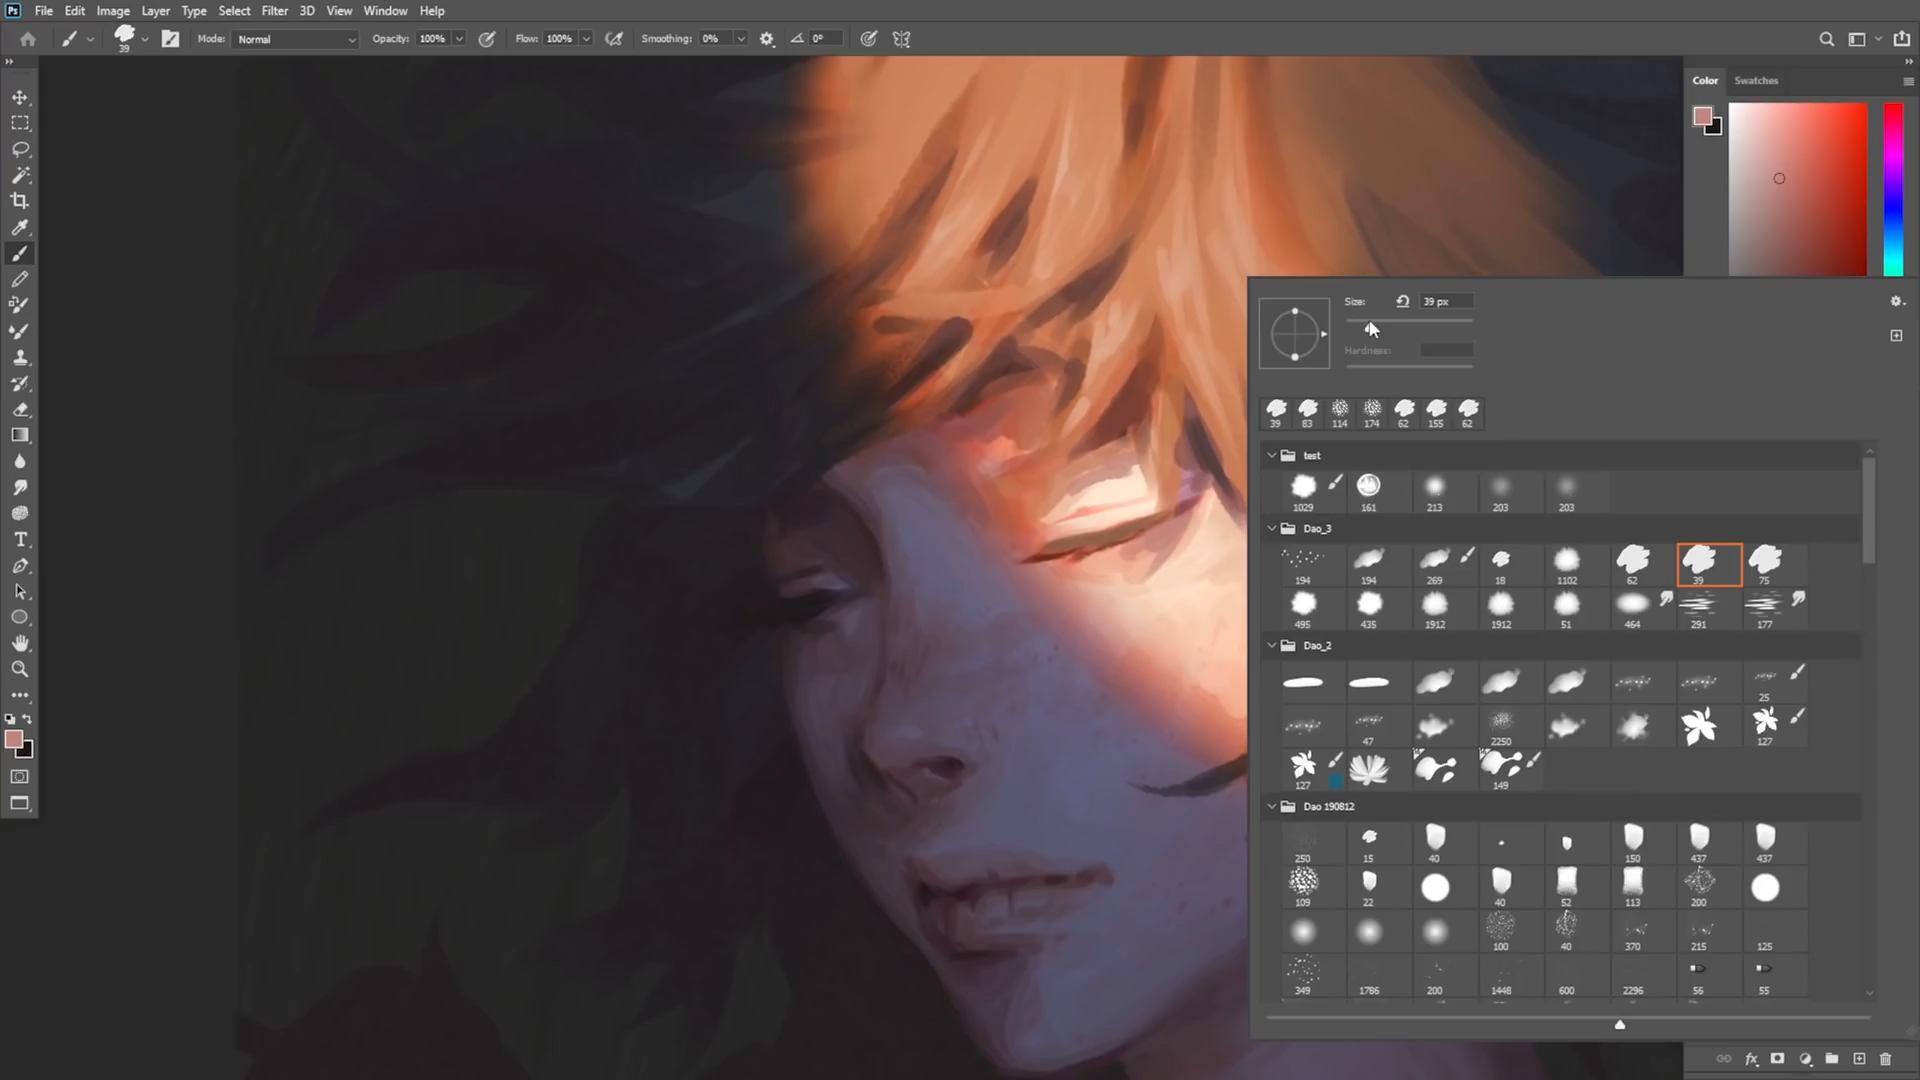 Ps File Edit Image Layer Type Select Filter 3D View Window Help
39 Mode: Normal Opacity: 100% Flow: 100% Smoothing: 0% 0°
Color Swatches
Size: 39 px
Hardness:
39 83 114 174 62 155 62
test
1029 161 213 203 203
Dao_3
194 194 269 18 1102 62 39 75
495 435 1912 1912 51 464 291 177
Dao_2
25
47 2250 127
127 149
Dao 190812
250 15 40 150 437 437
109 22 40 52 113 200
100 40 370 215 125
349 1786 200 1448 600 2296 56 55
fx